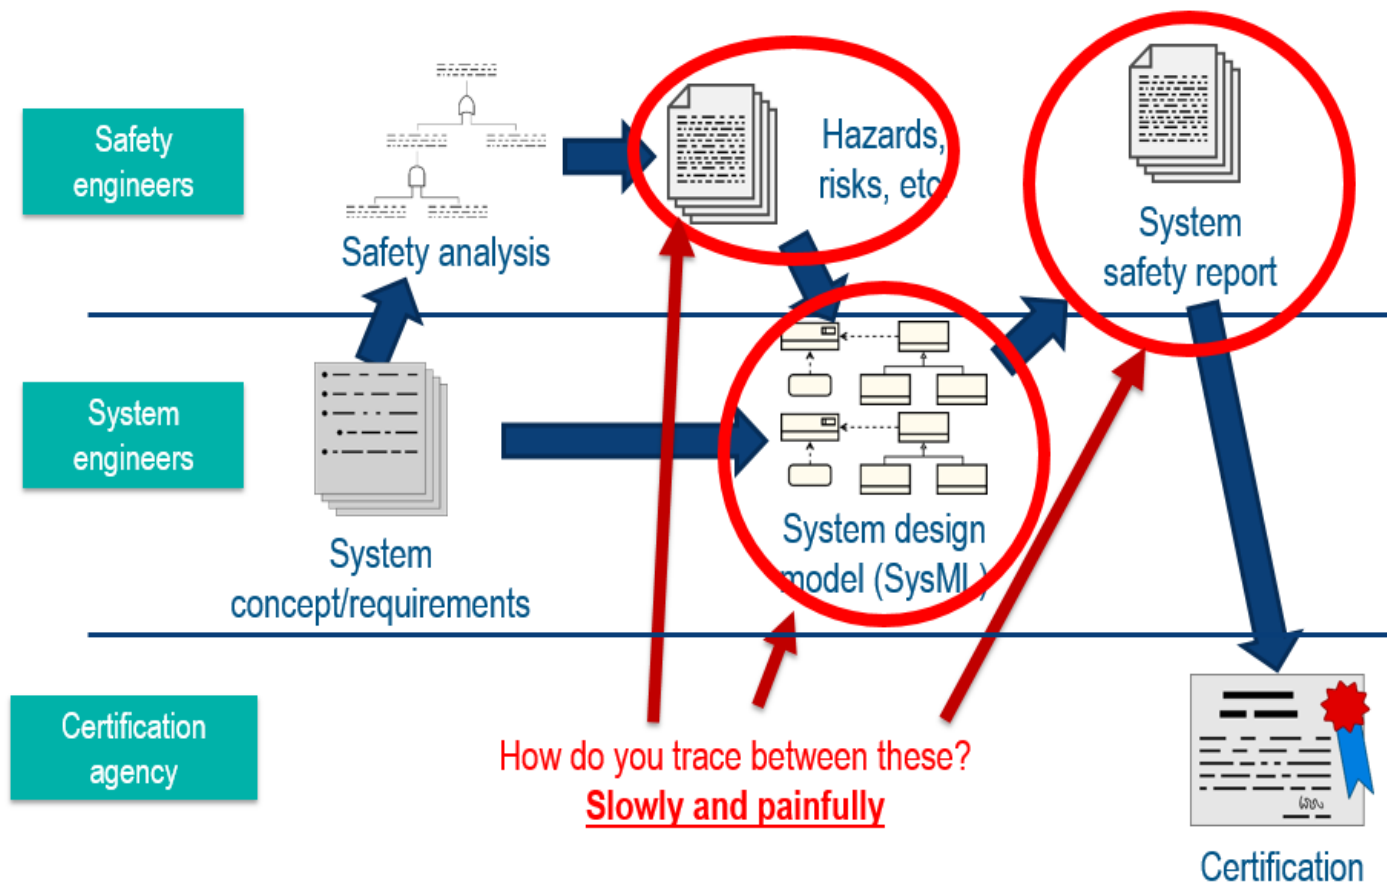 Safety
engineers
Safety analysis
Hazards,
risks, etc.
System
safety report
System
engineers
System
concept/requirements
System design
model (SysML)
Certification
agency
How do you trace between these?
Slowly and painfully
Certification